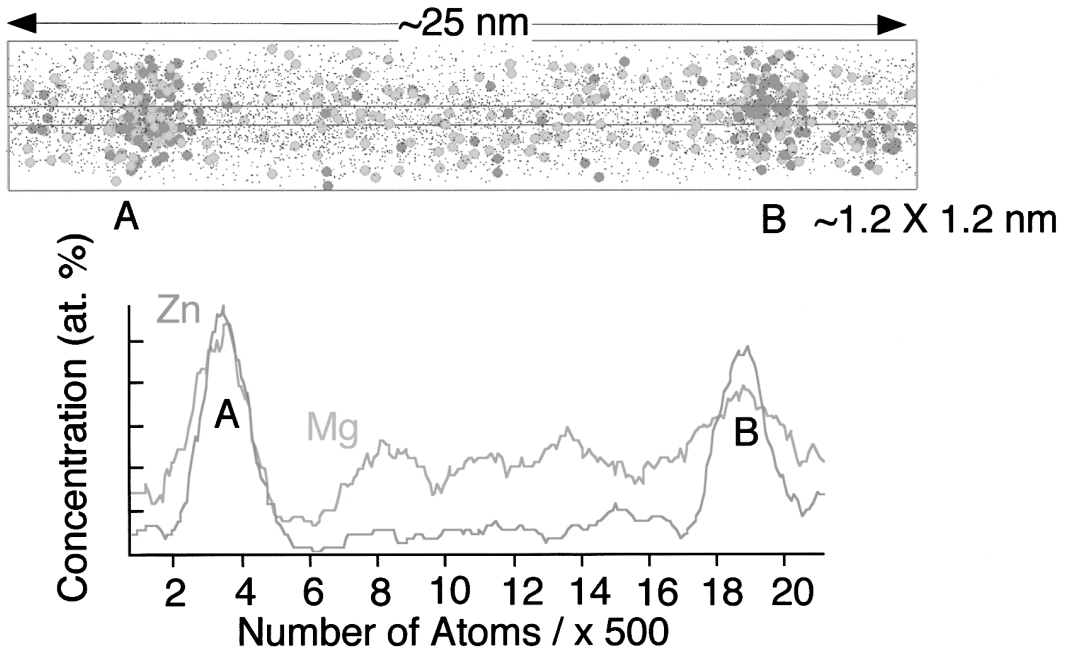 ~25 nm
A
B ~1.2 X 1.2 nm
Concentration (at. %)
Zn
A
Mg
B
2 4 6 8 10 12 14 16 18 20
Number of Atoms / x 500